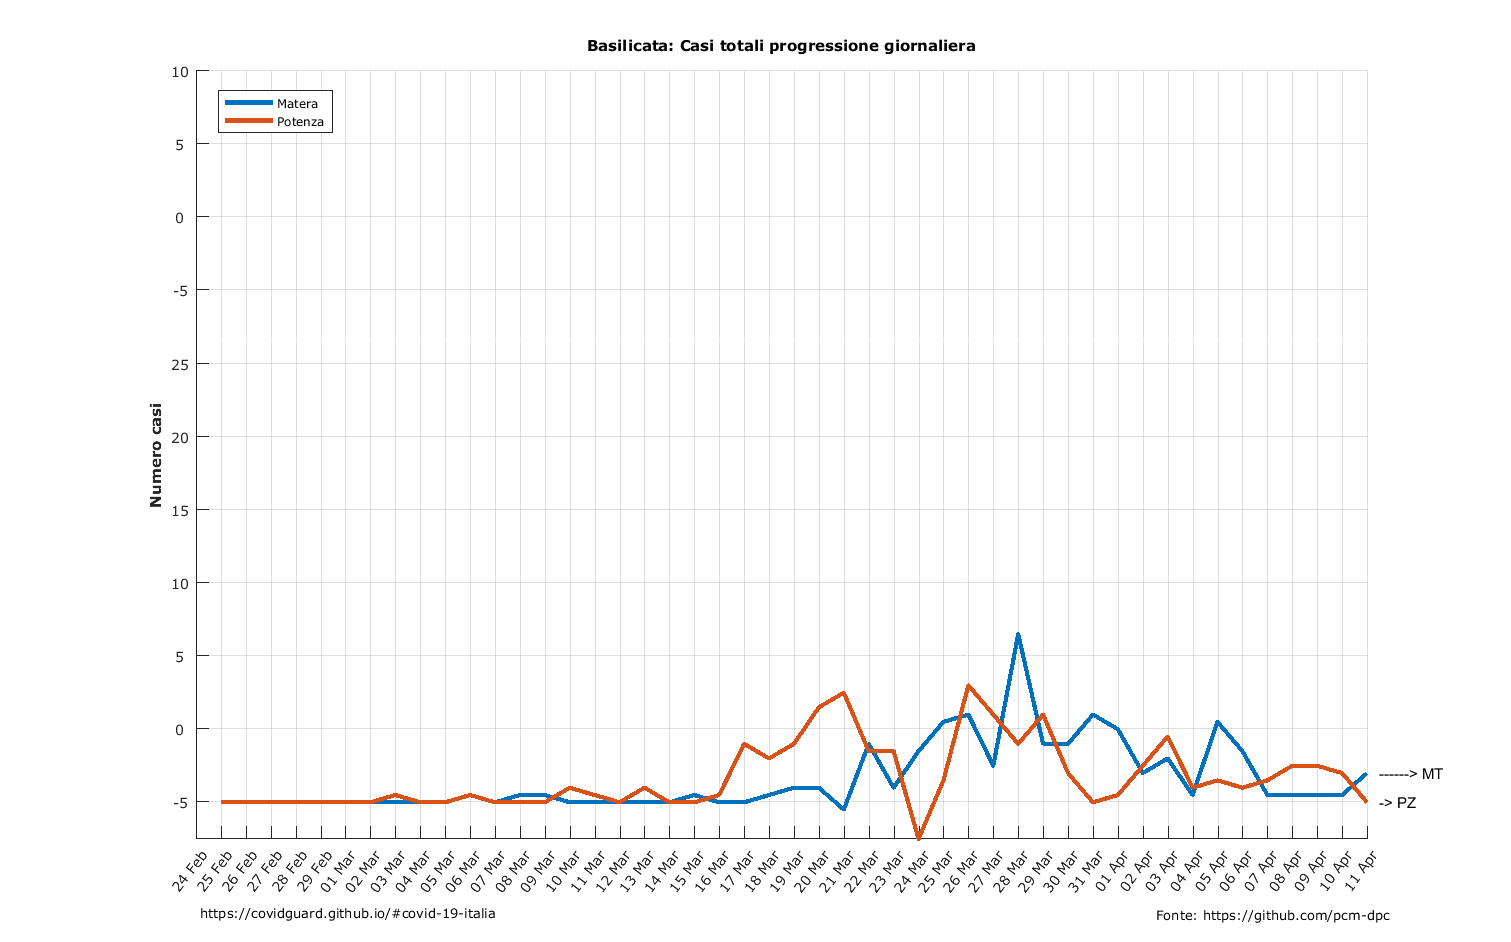 Basilicata: Casi totali progressione giornaliera
10
5
0
-5
25
20
15
10
5
0
-5
Numero casi
Matera
Potenza
------> MT
-> PZ
24 Feb
25 Feb
26 Feb
27 Feb
28 Feb
29 Feb
01 Mar
02 Mar
03 Mar
04 Mar
05 Mar
06 Mar
07 Mar
08 Mar
09 Mar
10 Mar
11 Mar
12 Mar
13 Mar
14 Mar
15 Mar
16 Mar
17 Mar
18 Mar
19 Mar
20 Mar
21 Mar
22 Mar
23 Mar
24 Mar
25 Mar
26 Mar
27 Mar
28 Mar
29 Mar
30 Mar
31 Mar
01 Apr
02 Apr
03 Apr
04 Apr
05 Apr
06 Apr
07 Apr
08 Apr
09 Apr
10 Apr
11 Apr
https://covidguard.github.io/#covid-19-italia
Fonte: https://github.com/pcm-dpc